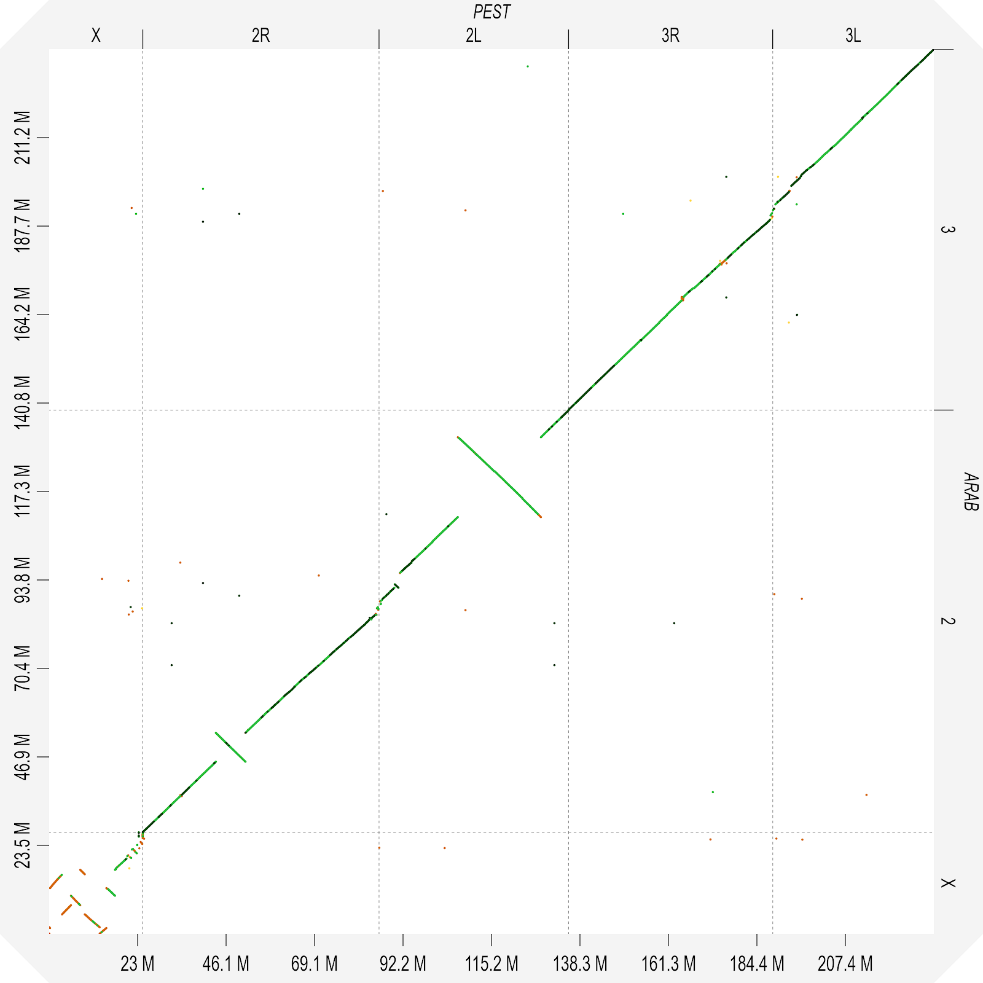 PEST
X 2R 2L 3R 3L
211.2 M
187.7 M
164.2 M
140.8 M
117.3 M
93.8 M
70.4 M
46.9 M
23.5 M
3
2
X
ARAB
23 M 46.1 M 69.1 M 92.2 M 115.2 M 138.3 M 161.3 M 184.4 M 207.4 M